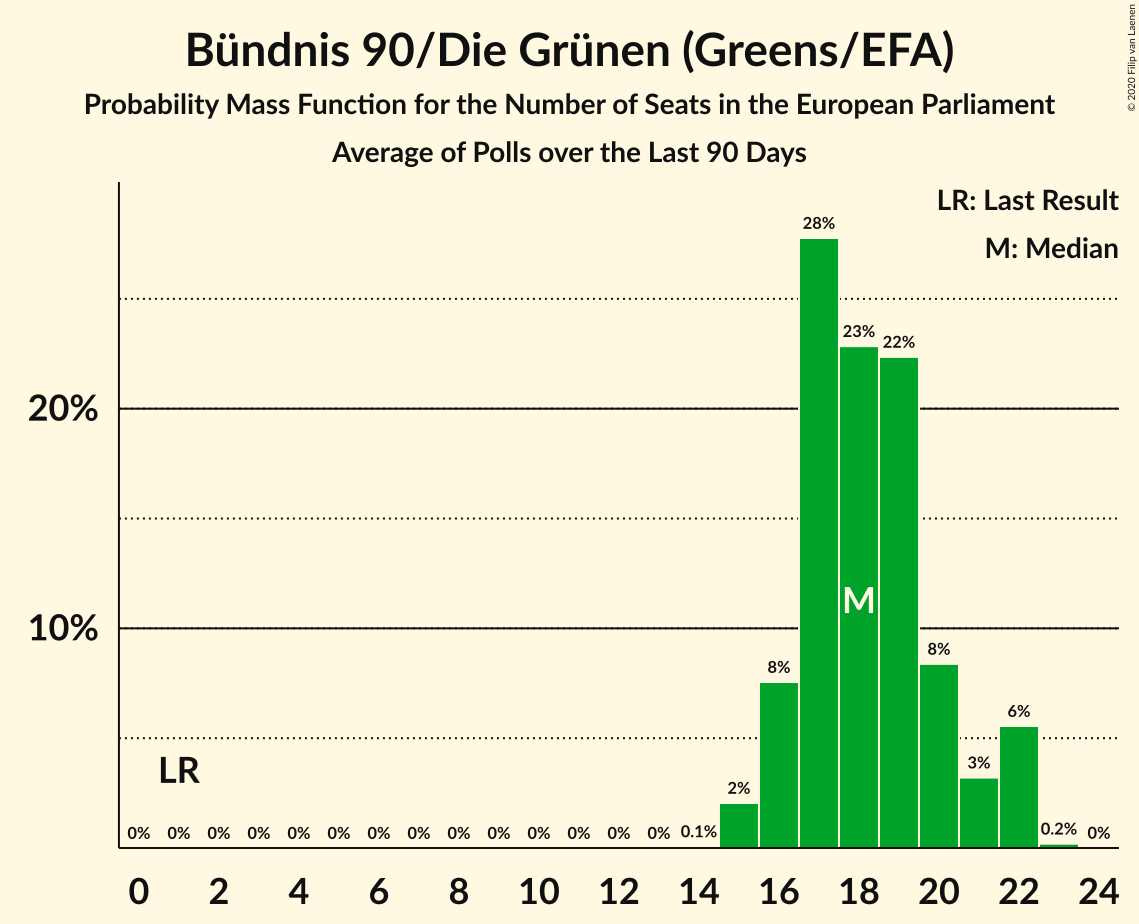 Bündnis 90/Die Grünen (Greens/EFA)
Probability Mass Function for the Number of Seats in the European Parliament
Average of Polls over the Last 90 Days
© 2020 Filip van Laenen
LR: Last Result
M: Median
28%
23%
22%
20%
M
10%
8%
8%
6%
3%
LR
2%
0% 0% 0% 0% 0% 0% 0% 0% 0% 0% 0% 0% 0% 0% 0.1% 0.2% 0%
0 2 4 6 8 10 12 14 16 18 20 22 24